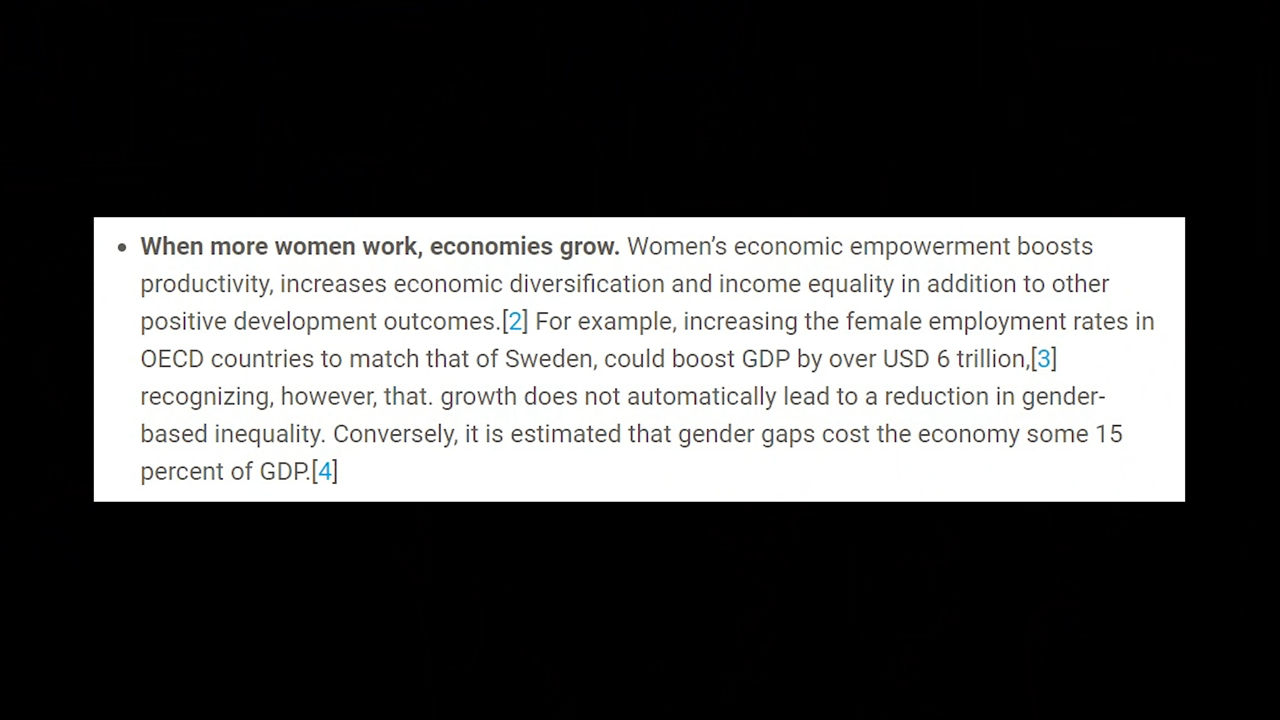 • When more women work, economies grow. Women's economic empowerment boosts
productivity, increases economic diversification and income equality in addition to other
positive development outcomes.[2] For example, increasing the female employment rates in
OECD countries to match that of Sweden, could boost GDP by over USD 6 trillion,[3]
recognizing, however, that. growth does not automatically lead to a reduction in gender-
based inequality. Conversely, it is estimated that gender gaps cost the economy some 15
percent of GDP.[4]